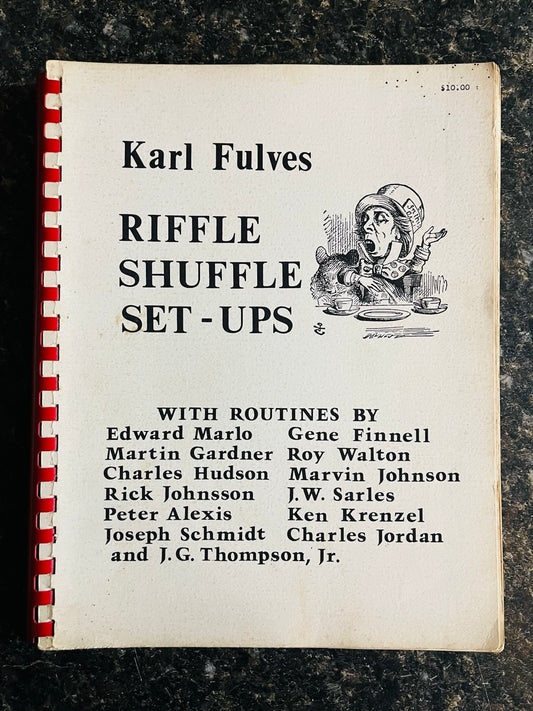 $10.00
Karl Fulves
RIFFLE
SHUFFLE
SET-UPS
WITH ROUTINES BY
Edward Marlo Gene Finnell
Martin Gardner Roy Walton
Charles Hudson Marvin Johnson
Rick Johnsson J.W. Sarles
Peter Alexis Ken Krenzel
Joseph Schmidt Charles Jordan
and J.G. Thompson, Jr.